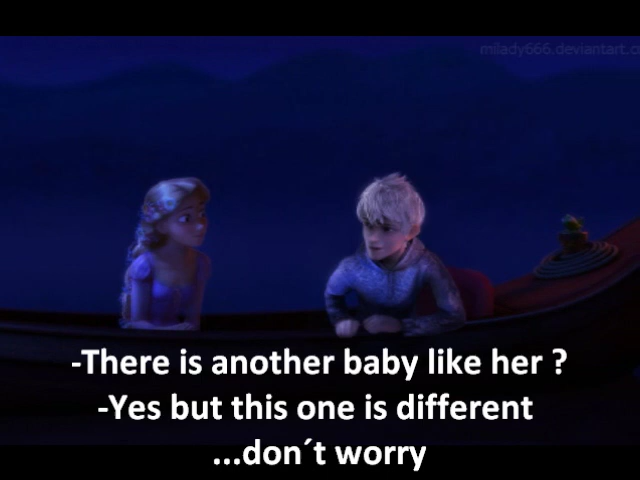 milady666.deviantart.c
-There is another baby like her ?
-Yes but this one is different
...don´t worry